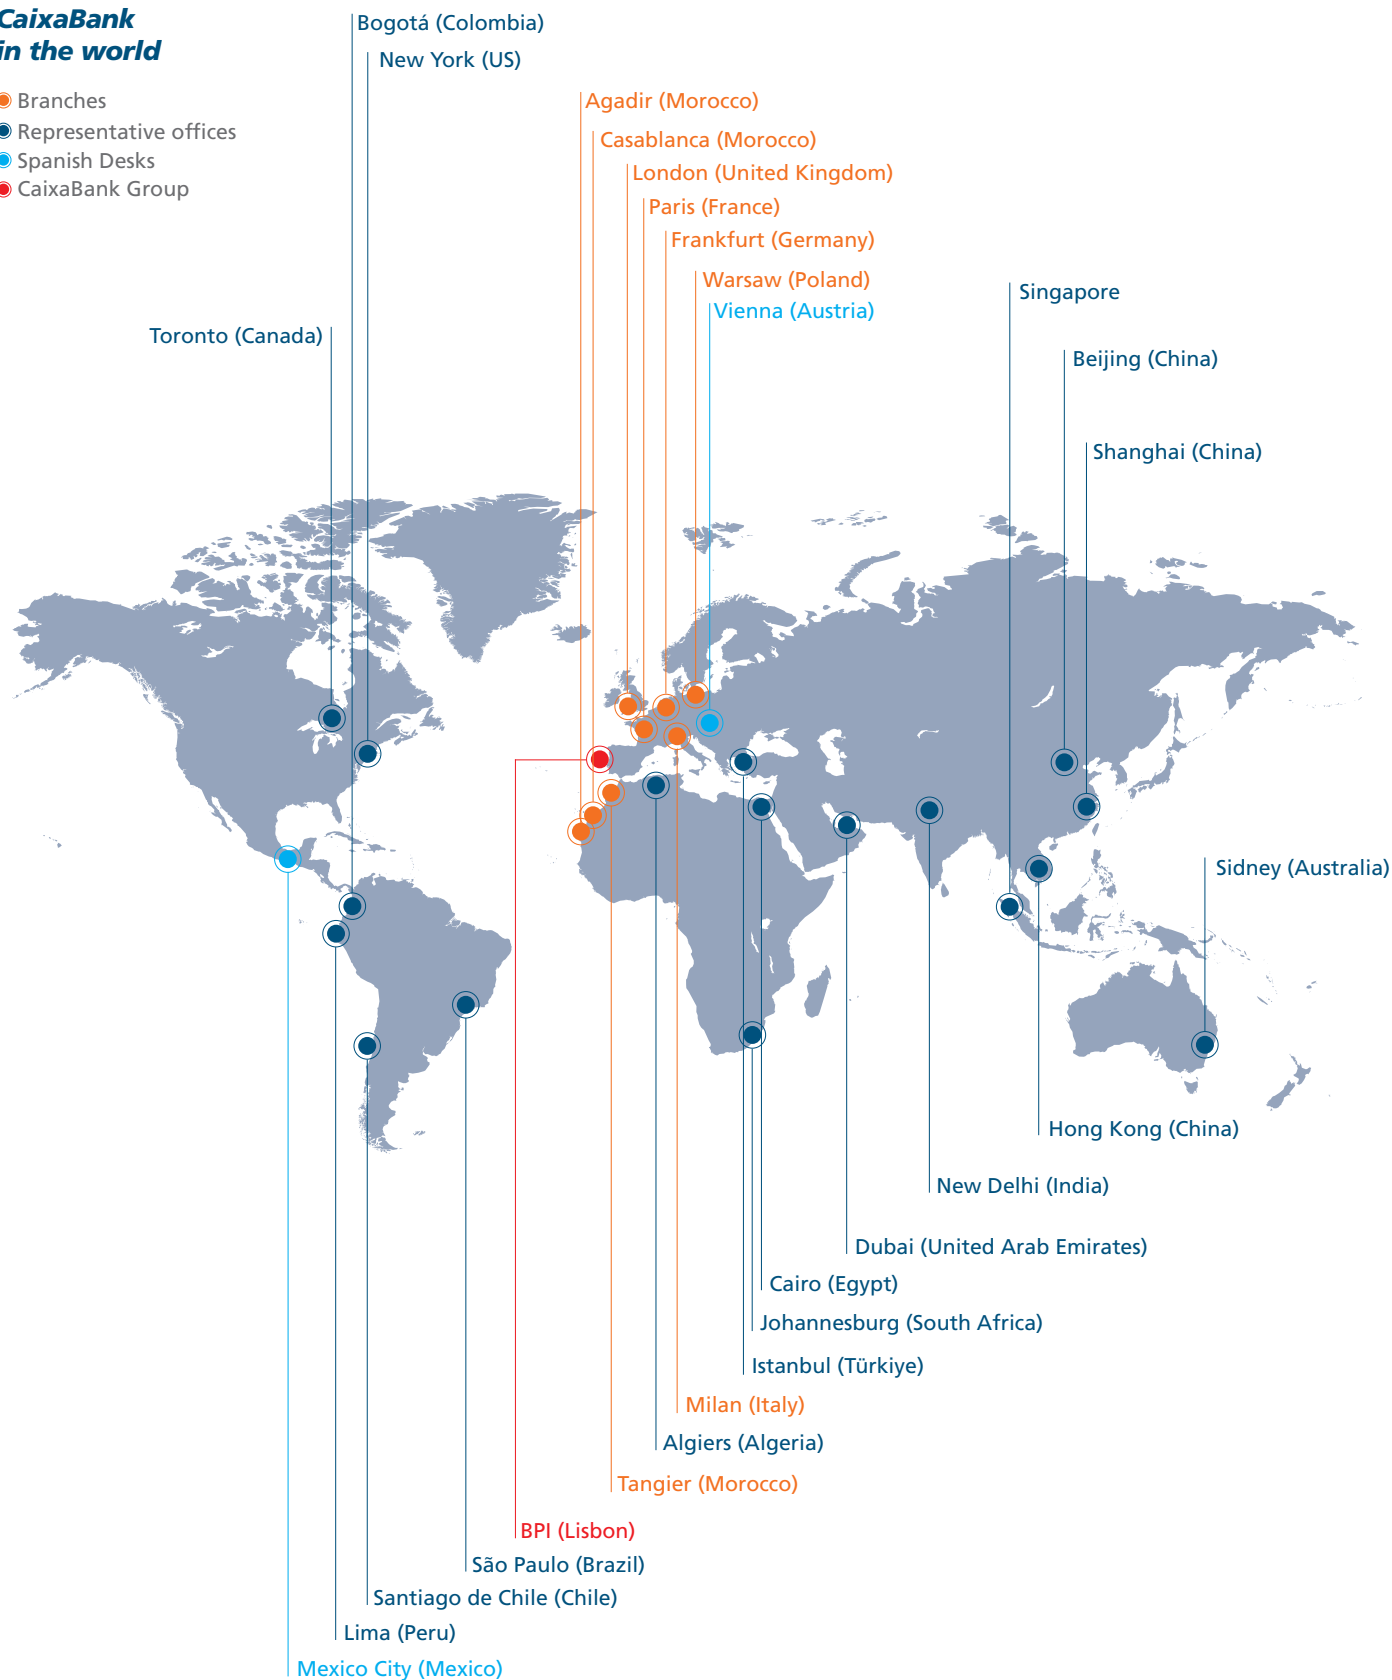 CaixaBank
in the world
Branches
Representative offices
Spanish Desks
CaixaBank Group
Bogotá (Colombia)
New York (US)
Agadir (Morocco)
Casablanca (Morocco)
London (United Kingdom)
Paris (France)
Frankfurt (Germany)
Warsaw (Poland)
Vienna (Austria)
Singapore
Toronto (Canada)
Beijing (China)
Shanghai (China)
Sidney (Australia)
Hong Kong (China)
New Delhi (India)
Dubai (United Arab Emirates)
Cairo (Egypt)
Johannesburg (South Africa)
Istanbul (Türkiye)
Milan (Italy)
Algiers (Algeria)
Tangier (Morocco)
BPI (Lisbon)
São Paulo (Brazil)
Santiago de Chile (Chile)
Lima (Peru)
Mexico City (Mexico)